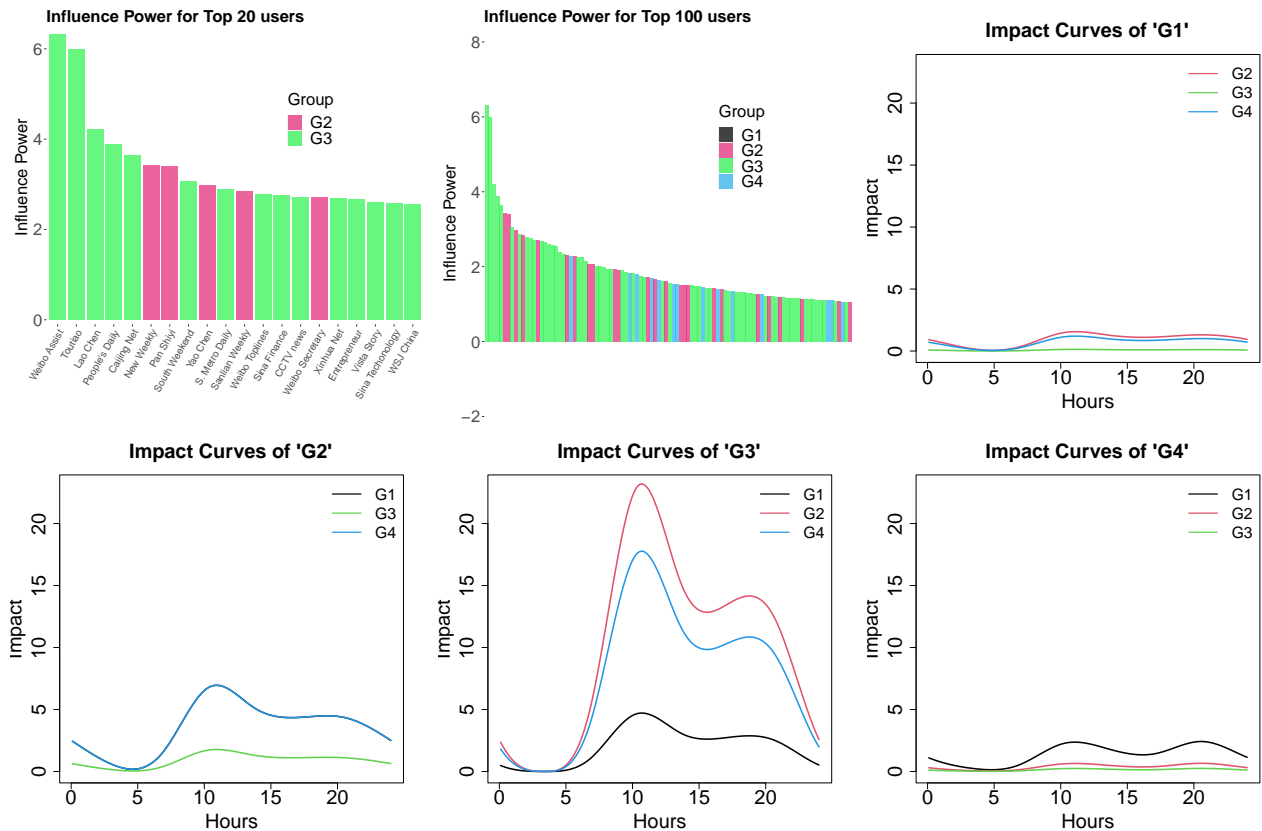 Influence Power for Top 20 users
Influence Power
6
4
2
0
Group
G2
G3
Weibo Assist
Toutiao
Lao Chen
People's Daily
Caijing Net
New Weekly
Pan Shiyi
South Weekend
Yao Chen
S. Metro Daily
Sanlian Weekly
Weibo Toplines
Sina Finance
CCTV news
Weibo Secretary
Xinhua Net
Entrepreneur
Vista Story
Sina Techonology
WSJ China
Influence Power for Top 100 users
Influence Power
8
6
4
2
0
−2
Group
G1
G2
G3
G4
Impact Curves of 'G1'
Impact
0
5
10
15
20
G2
G3
G4
0 5 10 15 20
Hours
Impact Curves of 'G2'
Impact
0
5
10
15
20
G1
G3
G4
0 5 10 15 20
Hours
Impact Curves of 'G3'
Impact
0
5
10
15
20
G1
G2
G4
0 5 10 15 20
Hours
Impact Curves of 'G4'
Impact
0
5
10
15
20
G1
G2
G3
0 5 10 15 20
Hours